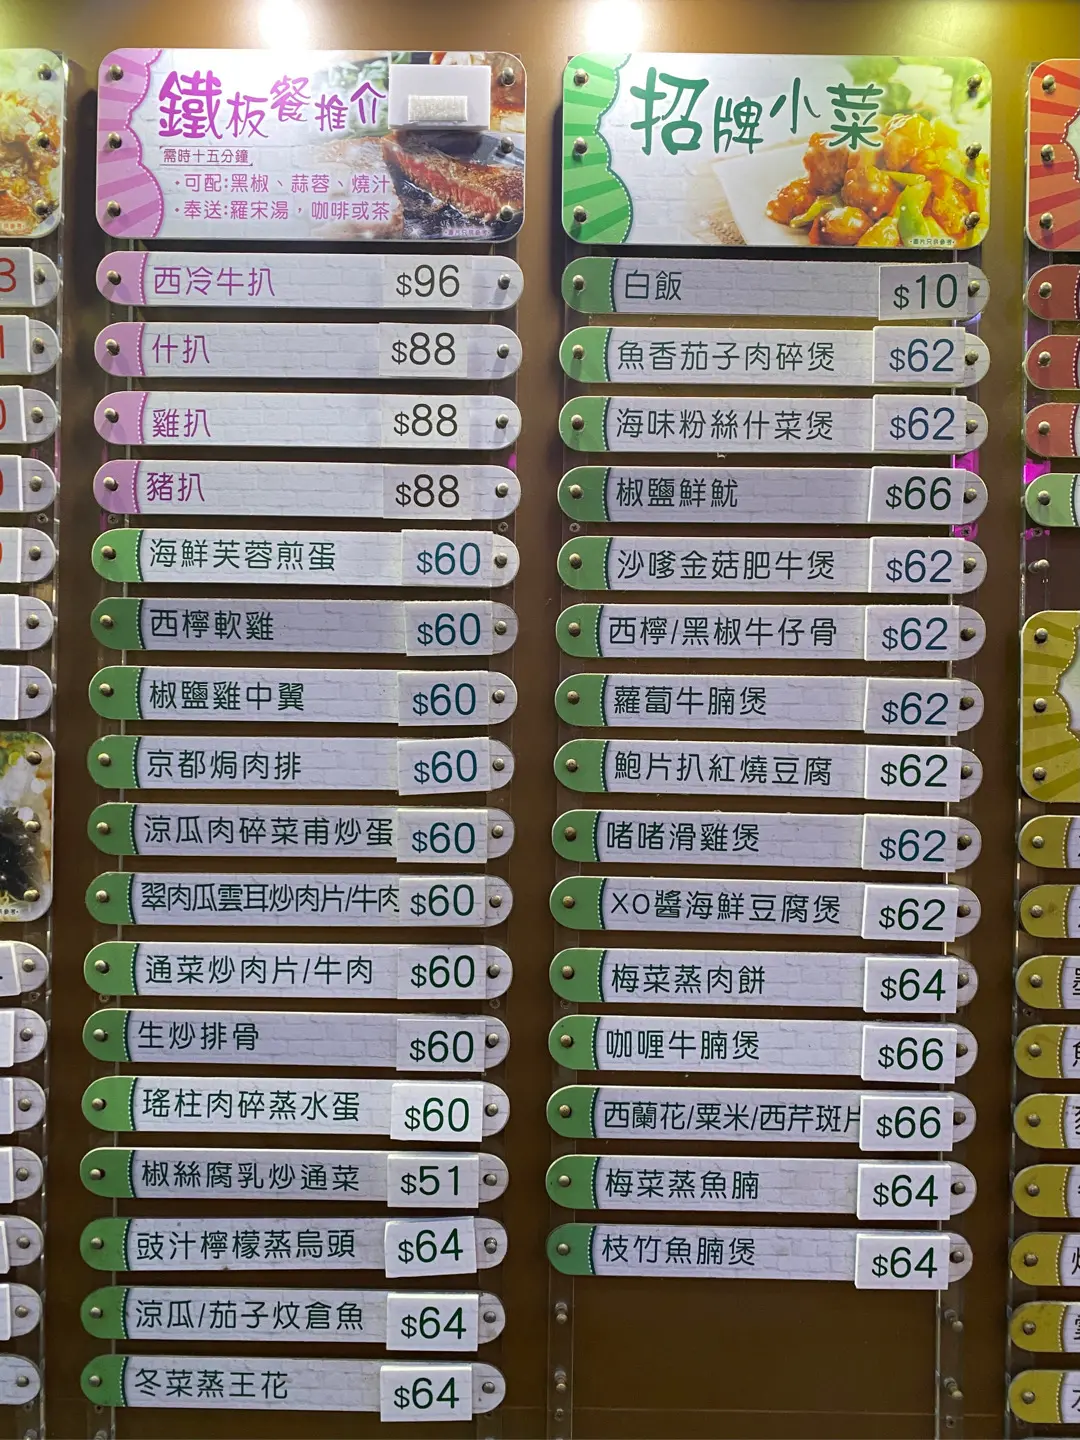 鐵板餐推介
需時十五分鐘
·可配:黑椒、蒜蓉、燒汁
·奉送:羅宋湯，咖啡或茶
·圖片只供參考·
西冷牛扒 $96
什扒 $88
雞扒 $88
豬扒 $88
海鮮芙蓉煎蛋 $60
西檸軟雞 $60
椒鹽雞中翼 $60
京都焗肉排 $60
涼瓜肉碎菜甫炒蛋 $60
翠肉瓜雲耳炒肉片/牛肉 $60
通菜炒肉片/牛肉 $60
生炒排骨 $60
瑤柱肉碎蒸水蛋 $60
椒絲腐乳炒通菜 $51
豉汁檸檬蒸烏頭 $64
涼瓜/茄子炆倉魚 $64
冬菜蒸王花 $64
招牌小菜
·圖片只供參考·
白飯 $10
魚香茄子肉碎煲 $62
海味粉絲什菜煲 $62
椒鹽鮮魷 $66
沙嗲金菇肥牛煲 $62
西檸/黑椒牛仔骨 $62
蘿蔔牛腩煲 $62
鮑片扒紅燒豆腐 $62
啫啫滑雞煲 $62
XO醬海鮮豆腐煲 $62
梅菜蒸肉餅 $64
咖喱牛腩煲 $66
西蘭花/粟米/西芹斑片 $66
梅菜蒸魚腩 $64
枝竹魚腩煲 $64